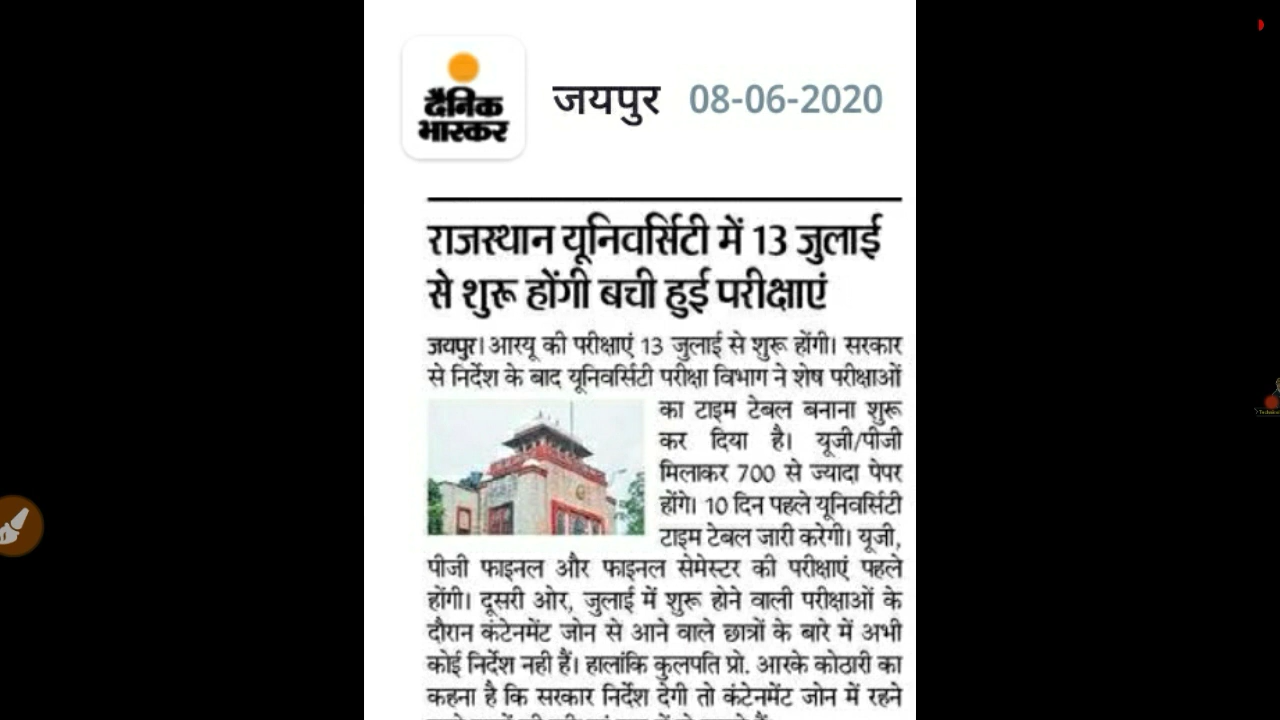 दैनिक
भास्कर
जयपुर 08-06-2020
राजस्थान यूनिवर्सिटी में 13 जुलाई
से शुरू होंगी बची हुई परीक्षाएं
जयपुर। आरयू की परीक्षाएं 13 जुलाई से शुरू होंगी। सरकार
से निर्देश के बाद यूनिवर्सिटी परीक्षा विभाग ने शेष परीक्षाओं
का टाइम टेबल बनाना शुरू
कर दिया है। यूजी/पीजी
मिलाकर 700 से ज्यादा पेपर
होंगे। 10 दिन पहले यूनिवर्सिटी
टाइम टेबल जारी करेगी। यूजी,
पीजी फाइनल और फाइनल सेमेस्टर की परीक्षाएं पहले
होंगी। दूसरी ओर, जुलाई में शुरू होने वाली परीक्षाओं के
दौरान कंटेनमेंट जोन से आने वाले छात्रों के बारे में अभी
कोई निर्देश नही हैं। हालांकि कुलपति प्रो. आरके कोठारी का
कहना है कि सरकार निर्देश देगी तो कंटेनमेंट जोन में रहने